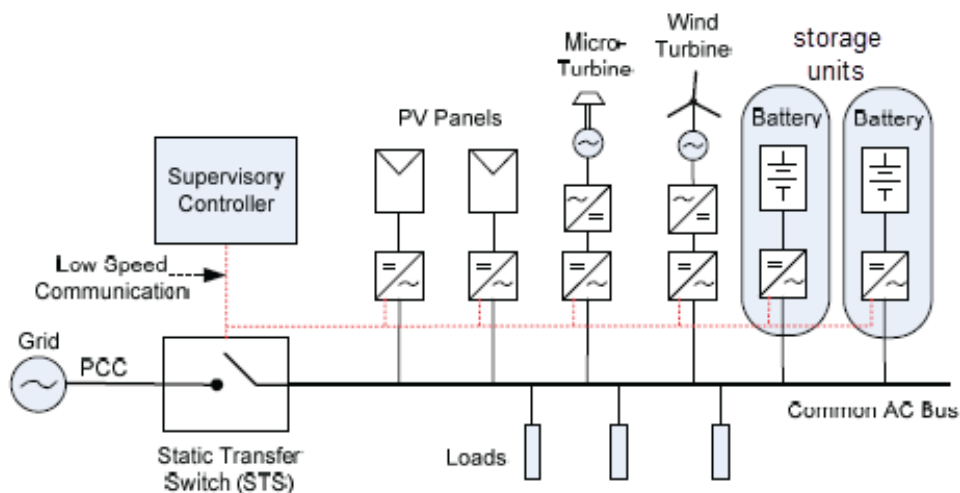 Micro-
Turbine
Wind
Turbine
storage
units
PV Panels
Battery
Battery
Supervisory
Controller
Low Speed
Communication
Grid
PCC
Common AC Bus
Static Transfer
Switch (STS)
Loads